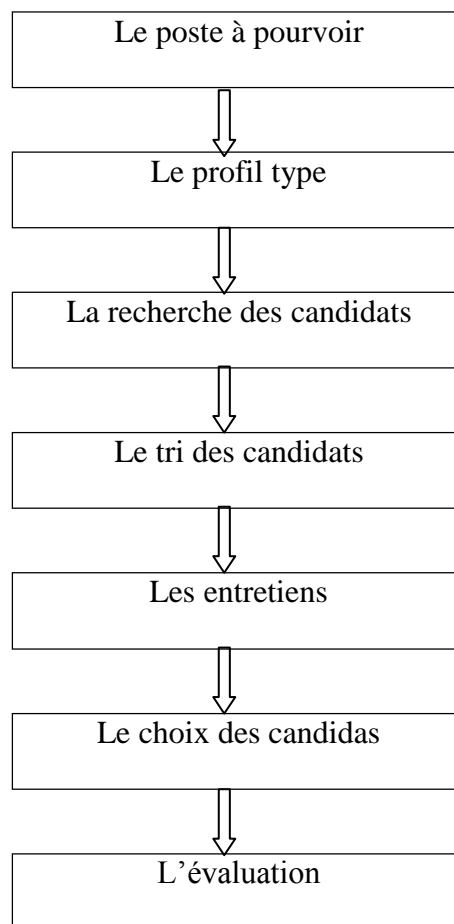 Le poste à pourvoir
Le profil type
La recherche des candidats
Le tri des candidats
Les entretiens
Le choix des candidas
L’évaluation